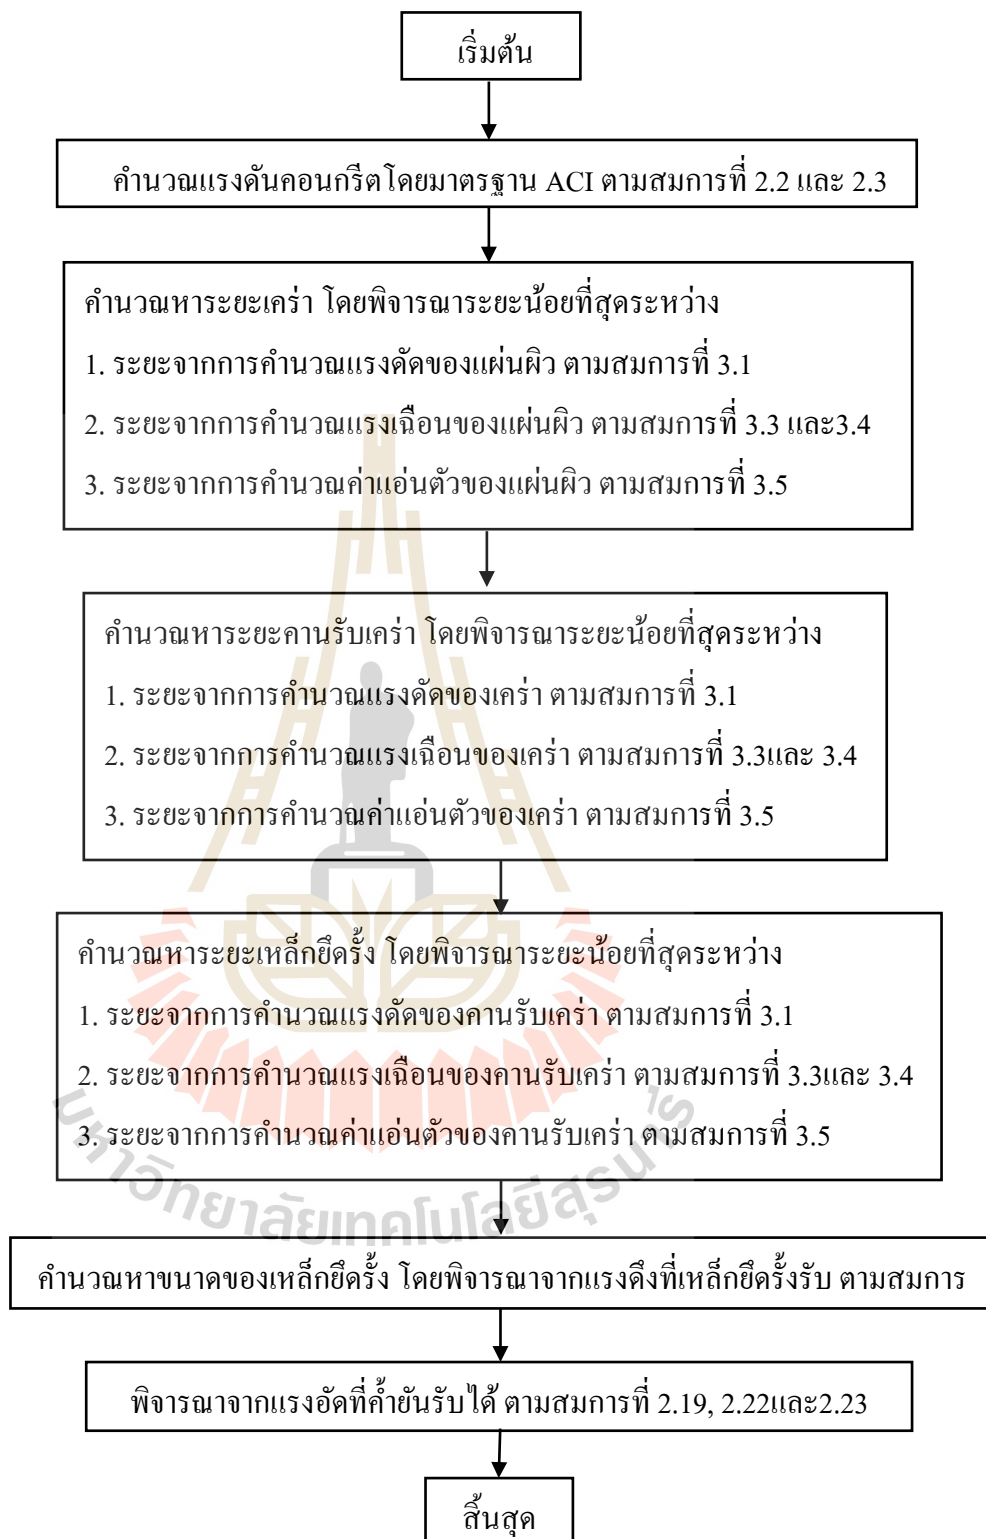 เริ่มต้น
คำนวณแรงดันคอนกรีตโดยมาตรฐาน ACI ตามสมการที่ 2.2 และ 2.3
คำนวณหาระยะเคร่า โดยพิจารณาระยะน้อยที่สุดระหว่าง
1. ระยะจากการคำนวณแรงดัดของแผ่นผิว ตามสมการที่ 3.1
2. ระยะจากการคำนวณแรงเฉือนของแผ่นผิว ตามสมการที่ 3.3 และ3.4
3. ระยะจากการคำนวณค่าแอ่นตัวของแผ่นผิว ตามสมการที่ 3.5
คำนวณหาระยะคานรับเคร่า โดยพิจารณาระยะน้อยที่สุดระหว่าง
1. ระยะจากการคำนวณแรงดัดของเคร่า ตามสมการที่ 3.1
2. ระยะจากการคำนวณแรงเฉือนของเคร่า ตามสมการที่ 3.3และ 3.4
3. ระยะจากการคำนวณค่าแอ่นตัวของเคร่า ตามสมการที่ 3.5
คำนวณหาระยะเหล็กยึดรั้ง โดยพิจารณาระยะน้อยที่สุดระหว่าง
1. ระยะจากการคำนวณแรงดัดของคานรับเคร่า ตามสมการที่ 3.1
2. ระยะจากการคำนวณแรงเฉือนของคานรับเคร่า ตามสมการที่ 3.3และ 3.4
3. ระยะจากการคำนวณค่าแอ่นตัวของคานรับเคร่า ตามสมการที่ 3.5
มหาวิทยาลัยเทคโนโลยีสุรนารี
คำนวณหาขนาดของเหล็กยึดรั้ง โดยพิจารณาจากแรงดึงที่เหล็กยึดรั้งรับ ตามสมการ
พิจารณาจากแรงอัดที่ค้ำยันรับได้ ตามสมการที่ 2.19, 2.22และ2.23
สิ้นสุด